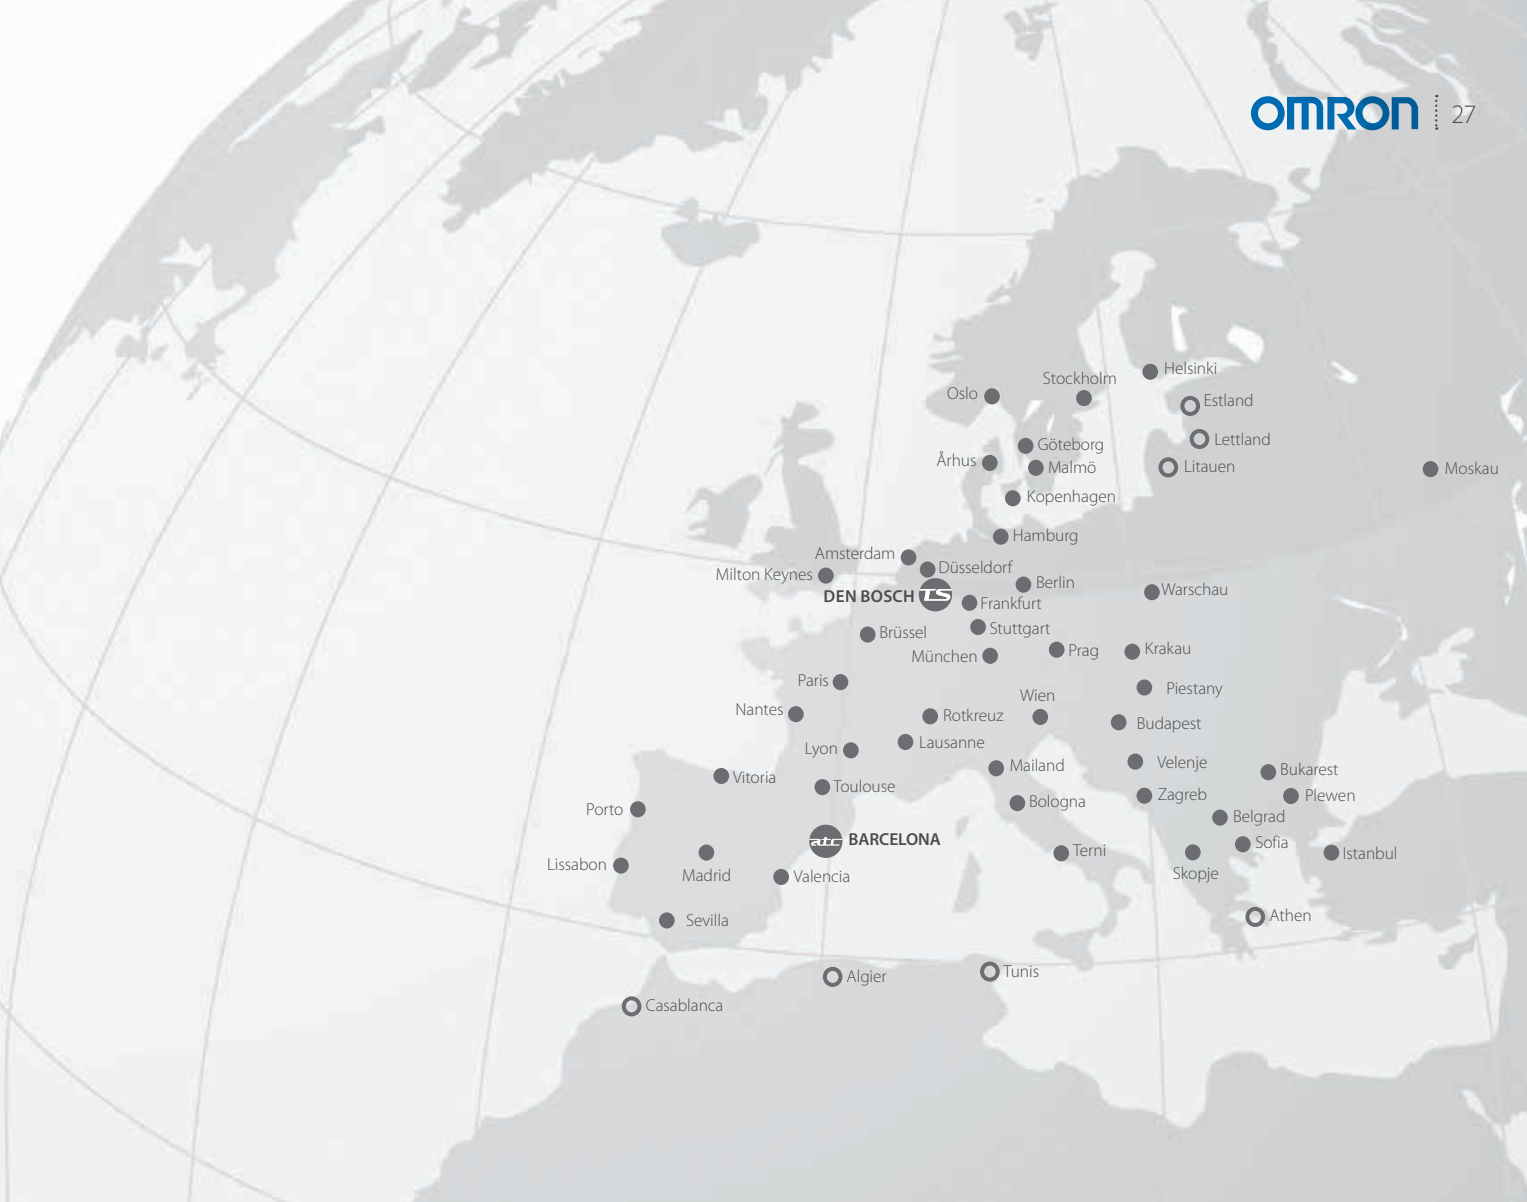 OMRON 27
Helsinki
Stockholm
Oslo
Estland
Lettland
Göteborg
Århus
Malmö
Litauen
Moskau
Kopenhagen
Hamburg
Amsterdam
Düsseldorf
Milton Keynes
Berlin
Warschau
DEN BOSCH TS
Frankfurt
Stuttgart
Brüssel
München
Prag
Krakau
Paris
Piestany
Wien
Nantes
Rotkreuz
Budapest
Lausanne
Lyon
Velenje
Mailand
Bukarest
Vitoria
Toulouse
Zagreb
Plewen
Bologna
Porto
Belgrad
atc BARCELONA
Sofia
Terni
Istanbul
Lissabon
Madrid
Valencia
Skopje
Athen
Sevilla
Tunis
Algier
Casablanca